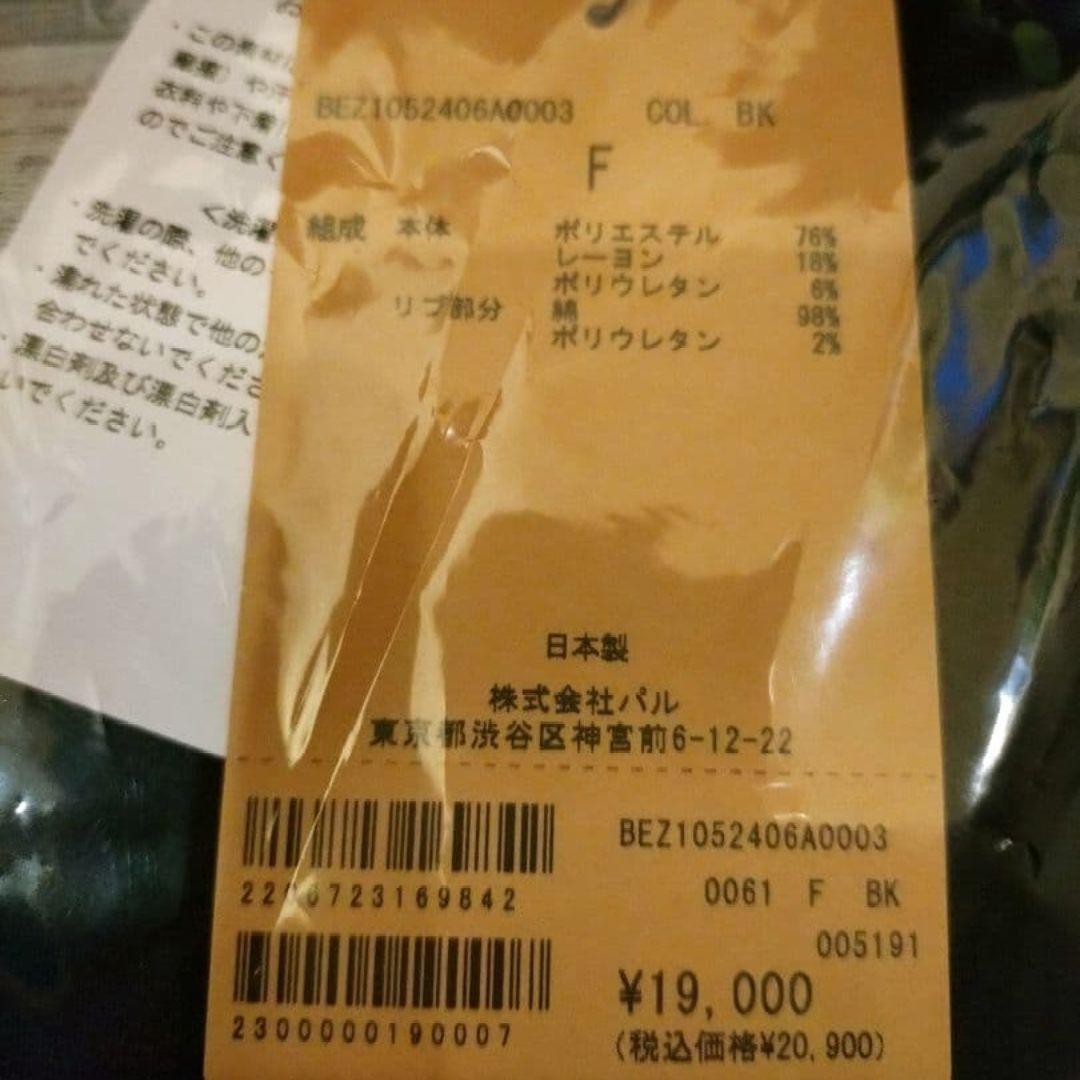 ・この素材
や汗
衣料や下着
のでご注意く
<洗濯
・洗濯の際、他の
でください。
・濡れた状態で他の
合わせないでくださ
・漂白剤及び漂白剤入
いでください。
BEZ1052406A0003 COL. BK
F
組成 本体 ポリエステル 76%
レーヨン 18%
ポリウレタン 6%
リブ部分 綿 98%
ポリウレタン 2%
日本製
株式会社パル
東京都渋谷区神宮前6-12-22
BEZ1052406A0003
2206723169842
0061 F BK
005191
¥19,000
2300000190007
(税込価格¥20,900)